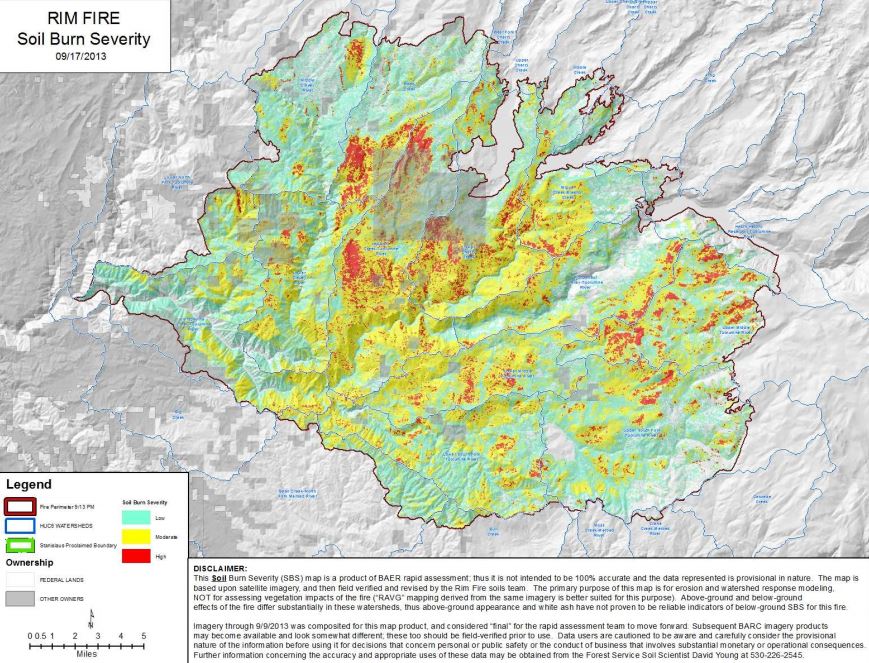 RIM FIRE
Soil Burn Severity
09/17/2013
Legend
Fire Perimeter 9/13 PM
HUC6 WATERSHEDS
Stanislaus Proclaimed Boundary
Ownership
FEDERAL LANDS
OTHER OWNERS
Soil Burn Severity
Low
Moderate
High
N
0 0.5 1 2 3 4 5
Miles
DISCLAIMER:
This Soil Burn Severity (SBS) map is a product of BAER rapid assessment; thus it is not intended to be 100% accurate and the data represented is provisional in nature. The map is
based upon satellite imagery, and then field verified and revised by the Rim Fire soils team. The primary purpose of this map is for erosion and watershed response modeling,
NOT for assessing vegetation impacts of the fire ("RAVG" mapping derived from the same imagery is better suited for this purpose). Above-ground and below-ground
effects of the fire differ substantially in these watersheds, thus above-ground appearance and white ash have not proven to be reliable indicators of below-ground SBS for this fire.
Imagery through 9/9/2013 was composited for this map product, and considered "final" for the rapid assessment team to move forward. Subsequent BARC imagery products
may become available and look somewhat different; these too should be field-verified prior to use. Data users are cautioned to be aware and carefully consider the provisional
nature of the information before using it for decisions that concern personal or public safety or the conduct of business that involves substantial monetary or operational consequences.
Further information concerning the accuracy and appropriate uses of these data may be obtained from the Forest Service Soil Scientist David Young at 530-226-2545.